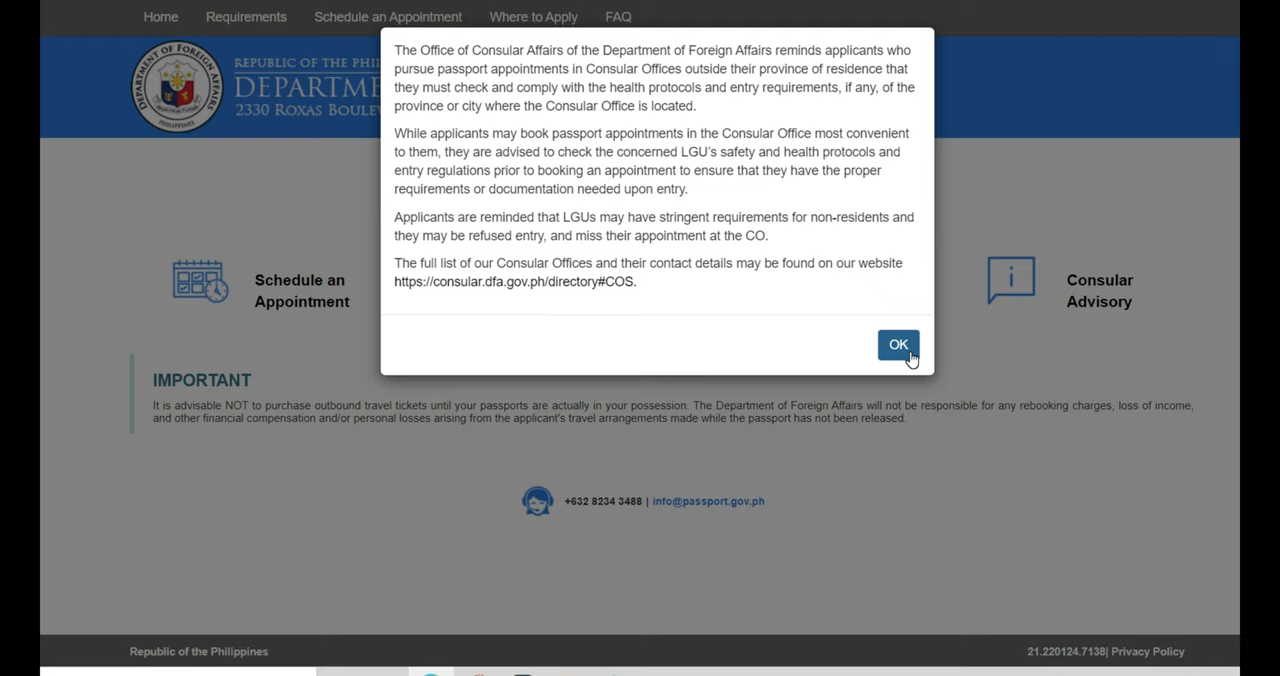 Home Requirements Schedule an Appointment Where to Apply FAQ
REPUBLIC OF THE PHIL
DEPARTME
2330 ROXAS BOULEV
DEPARTMENT OF FOREIGN AFFAIRS
PHILIPPINES
The Office of Consular Affairs of the Department of Foreign Affairs reminds applicants who
pursue passport appointments in Consular Offices outside their province of residence that
they must check and comply with the health protocols and entry requirements, if any, of the
province or city where the Consular Office is located.
While applicants may book passport appointments in the Consular Office most convenient
to them, they are advised to check the concerned LGU's safety and health protocols and
entry regulations prior to booking an appointment to ensure that they have the proper
requirements or documentation needed upon entry.
Applicants are reminded that LGUs may have stringent requirements for non-residents and
they may be refused entry, and miss their appointment at the CO.
The full list of our Consular Offices and their contact details may be found on our website
https://consular.dfa.gov.ph/directory#COS.
OK
Schedule an
Appointment
Consular
Advisory
IMPORTANT
It is advisable NOT to purchase outbound travel tickets until your passports are actually in your possession. The Department of Foreign Affairs will not be responsible for any rebooking charges, loss of income,
and other financial compensation and/or personal losses arising from the applicant's travel arrangements made while the passport has not been released.
+632 8234 3488 | info@passport.gov.ph
Republic of the Philippines
21.220124.7138| Privacy Policy